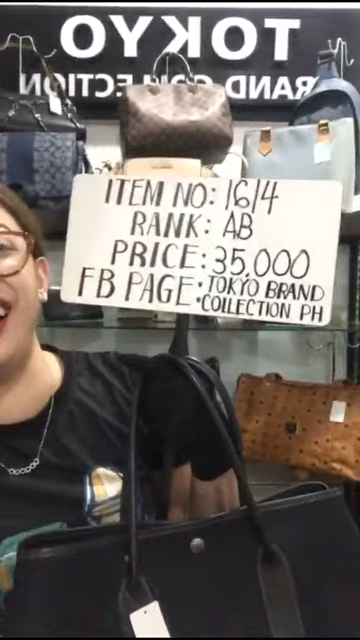 TOKYO
BRAND COLLECTION
ITEM NO: 1614
RANK: AB
PRICE: 35,000
FB PAGE: TOKYO BRAND
COLLECTION PH